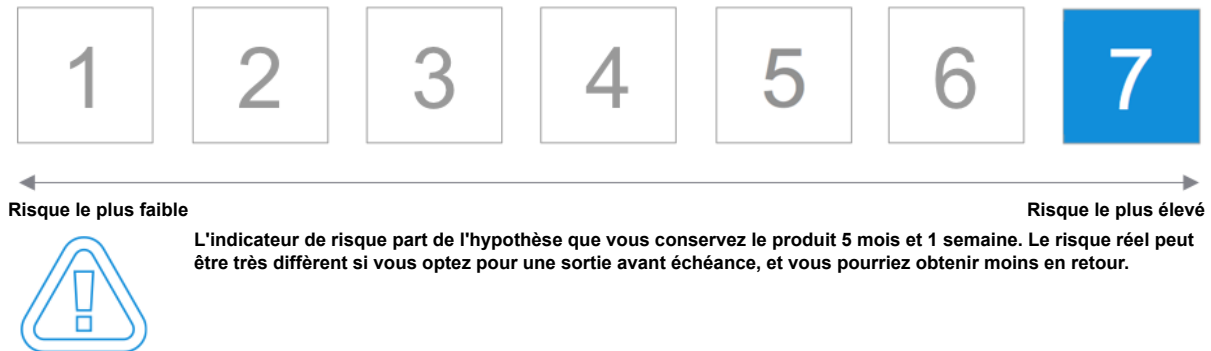 1 2 3 4 5 6 7
Risque le plus faible
Risque le plus élevé
L'indicateur de risque part de l'hypothèse que vous conservez le produit 5 mois et 1 semaine. Le risque réel peut
être très diffèrent si vous optez pour une sortie avant échéance, et vous pourriez obtenir moins en retour.